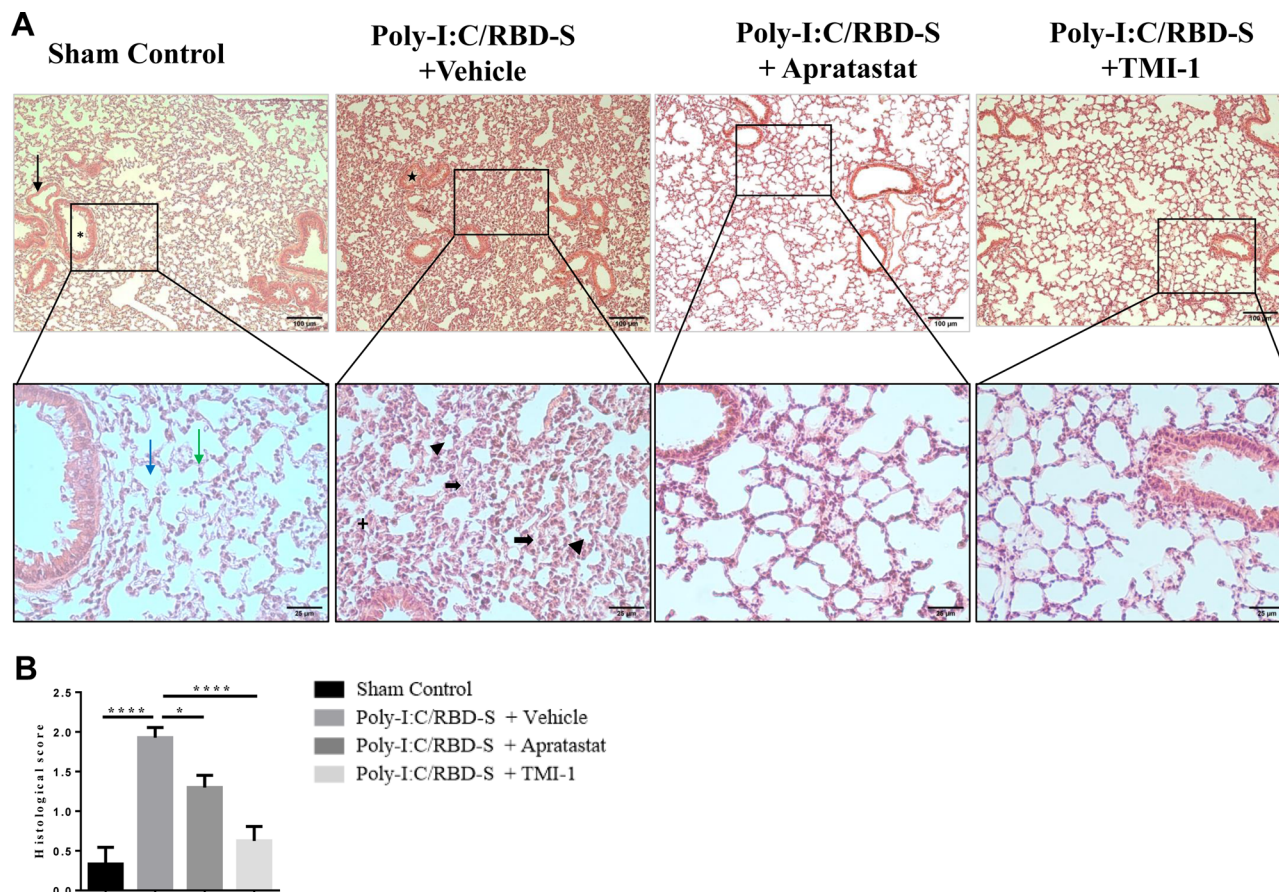 A
Sham Control
Poly-I:C/RBD-S
+Vehicle
Poly-I:C/RBD-S
+ Apratastat
Poly-I:C/RBD-S
+TMI-1
*
★
100 μm
100 μm
100 μm
100 μm
+
25 μm
25 μm
25 μm
25 μm
B
Histological score
2.5
2.0
1.5
1.0
0.5
0.0
****
****
*
Sham Control
Poly-I:C/RBD-S + Vehicle
Poly-I:C/RBD-S + Apratastat
Poly-I:C/RBD-S + TMI-1